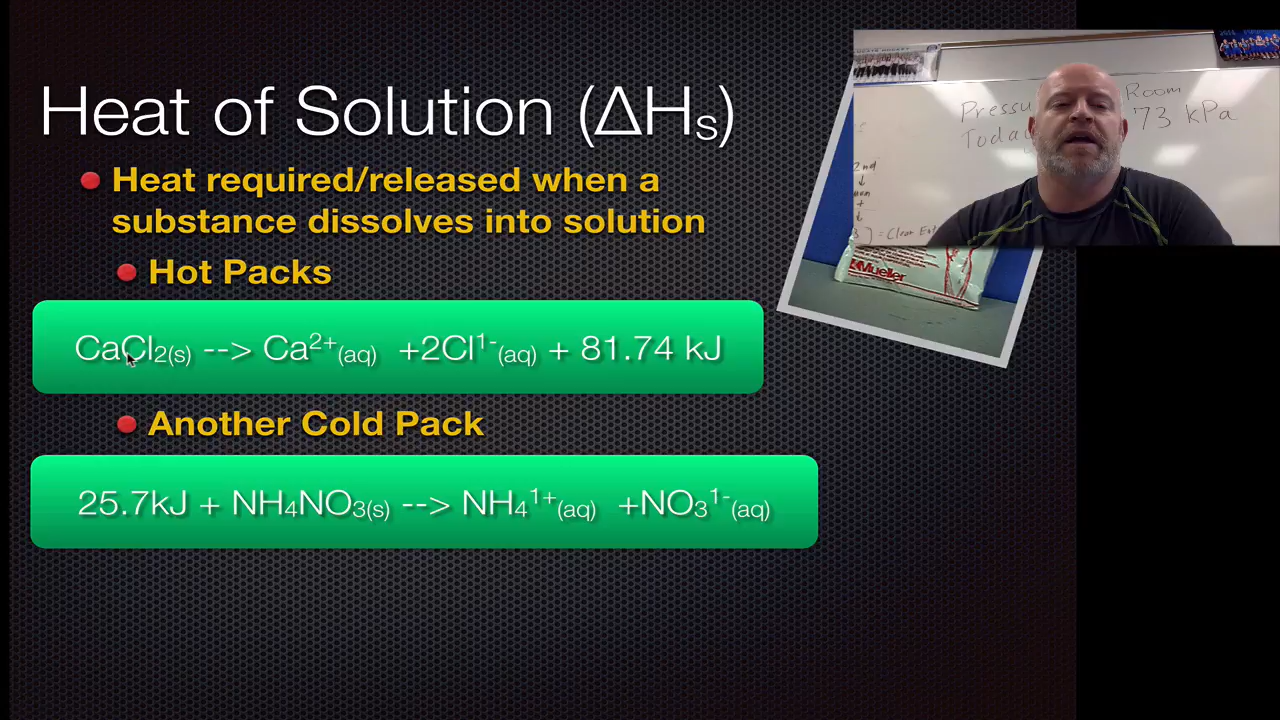 Heat of Solution (ΔHₛ)
Heat required/released when a
substance dissolves into solution
Hot Packs
CaCl₂₍ₛ₎ --> Ca²⁺₍aq₎ +2Cl¹⁻₍aq₎ + 81.74 kJ
Another Cold Pack
25.7kJ + NH₄NO₃₍ₛ₎ --> NH₄¹⁺₍aq₎ +NO₃¹⁻₍aq₎
Room
73 kPa
2nd
Mueller